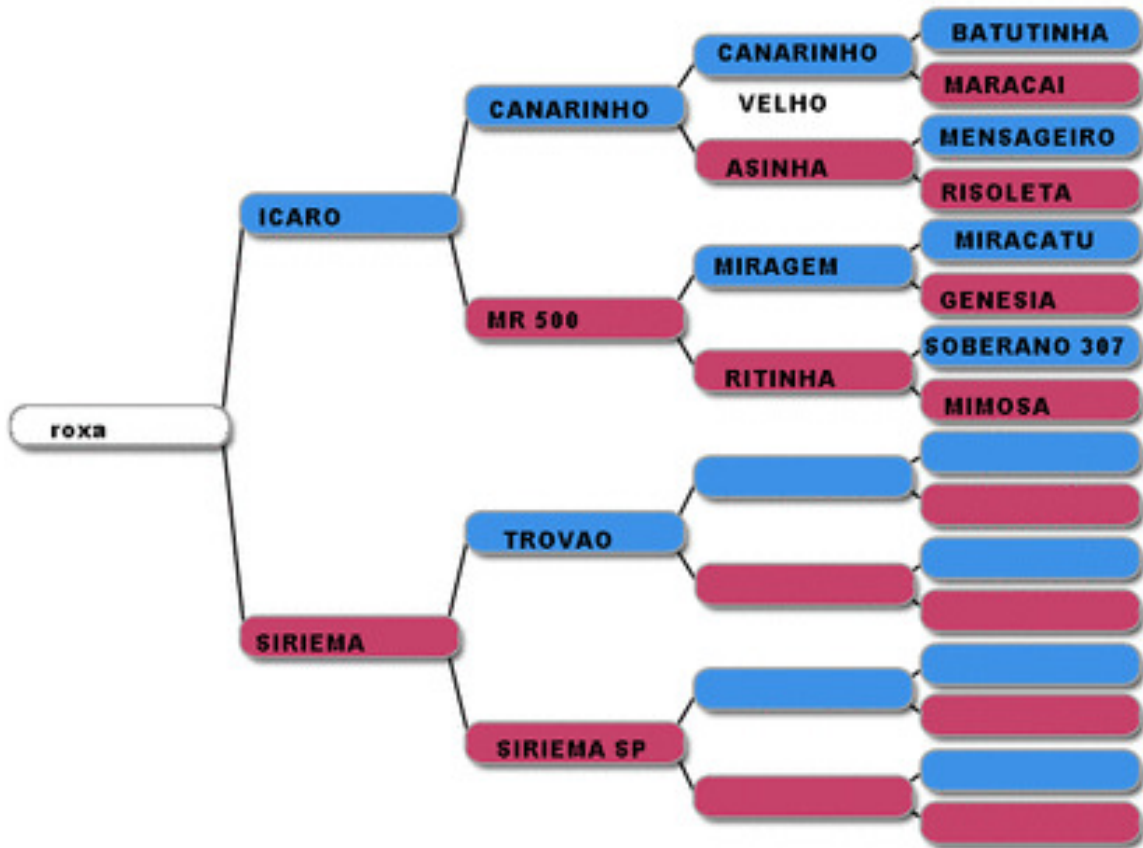 BATUTINHA
CANARINHO
MARACAI
CANARINHO
VELHO
MENSAGEIRO
ASINHA
RISOLETA
ICARO
MIRACATU
MIRAGEM
GENESIA
MR 500
SOBERANO 307
RITINHA
MIMOSA
roxa
TROVAO
SIRIEMA
SIRIEMA SP